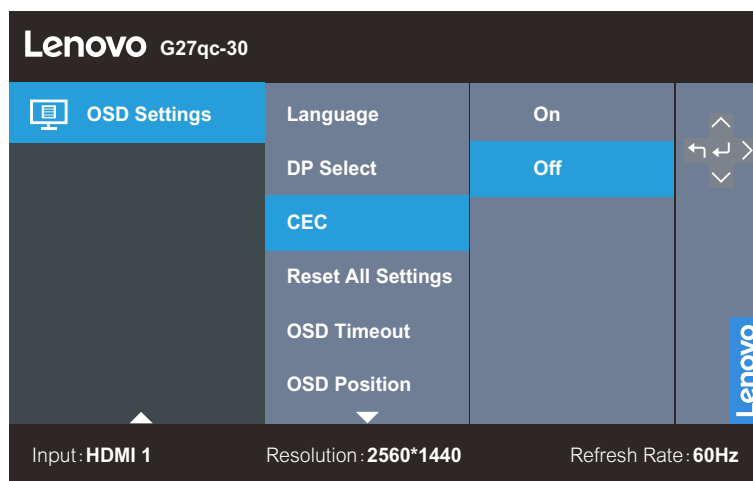 Lenovo G27qc-30
OSD Settings
Language
On
DP Select
Off
CEC
Reset All Settings
OSD Timeout
OSD Position
Lenovo
Input: HDMI 1
Resolution: 2560*1440
Refresh Rate: 60Hz